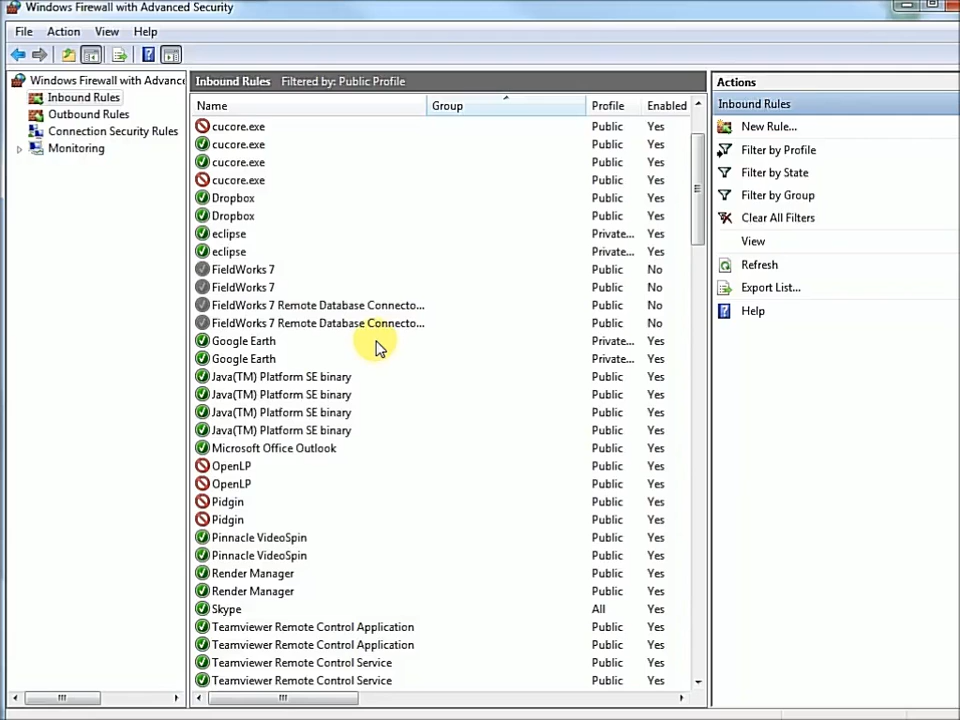 Windows Firewall with Advanced Security
File Action View Help
Windows Firewall with Advance
Inbound Rules
Outbound Rules
Connection Security Rules
Monitoring
Inbound Rules Filtered by: Public Profile
Name Group Profile Enabled
cucore.exe Public Yes
cucore.exe Public Yes
cucore.exe Public Yes
cucore.exe Public Yes
Dropbox Public Yes
Dropbox Public Yes
eclipse Private... Yes
eclipse Private... Yes
FieldWorks 7 Public No
FieldWorks 7 Public No
FieldWorks 7 Remote Database Connecto... Public No
FieldWorks 7 Remote Database Connecto... Public No
Google Earth Private... Yes
Google Earth Private... Yes
Java(TM) Platform SE binary Public Yes
Java(TM) Platform SE binary Public Yes
Java(TM) Platform SE binary Public Yes
Java(TM) Platform SE binary Public Yes
Microsoft Office Outlook Public Yes
OpenLP Public Yes
OpenLP Public Yes
Pidgin Public Yes
Pidgin Public Yes
Pinnacle VideoSpin Public Yes
Pinnacle VideoSpin Public Yes
Render Manager Public Yes
Render Manager Public Yes
Skype All Yes
Teamviewer Remote Control Application Public Yes
Teamviewer Remote Control Application Public Yes
Teamviewer Remote Control Service Public Yes
Teamviewer Remote Control Service Public Yes
Actions
Inbound Rules
New Rule...
Filter by Profile
Filter by State
Filter by Group
Clear All Filters
View
Refresh
Export List...
Help